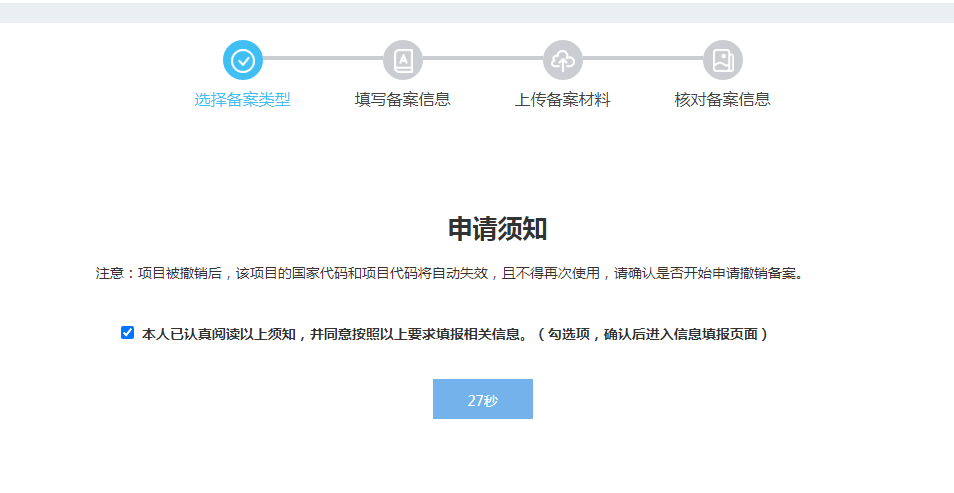 选择备案类型
填写备案信息
上传备案材料
核对备案信息
申请须知
注意：项目被撤销后，该项目的国家代码和项目代码将自动失效，且不得再次使用，请确认是否开始申请撤销备案。
本人已认真阅读以上须知，并同意按照以上要求填报相关信息。（勾选项，确认后进入信息填报页面）
27秒